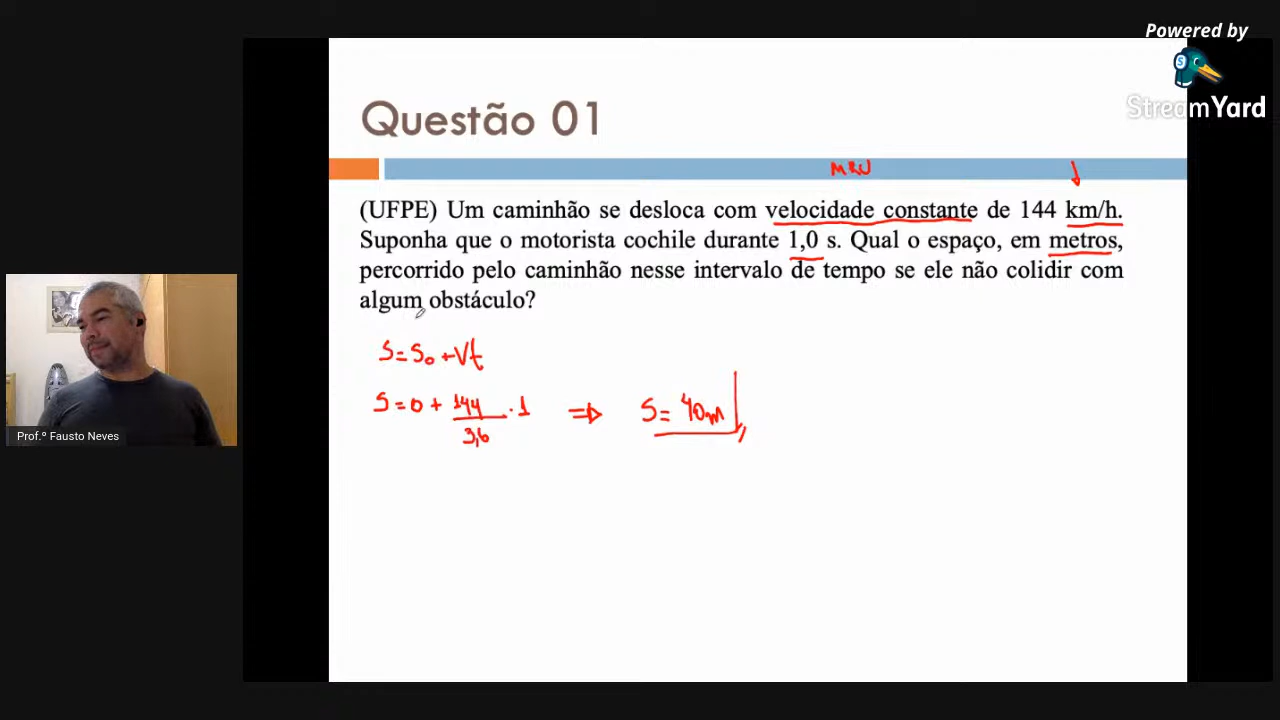 Powered by
StreamYard
Questão 01
MRU
(UFPE) Um caminhão se desloca com velocidade constante de 144 km/h.
Suponha que o motorista cochile durante 1,0 s. Qual o espaço, em metros,
percorrido pelo caminhão nesse intervalo de tempo se ele não colidir com
algum obstáculo?
S=S₀+Vt
S=0+144/3,6·1 ⇒ S=40m
Prof.º Fausto Neves